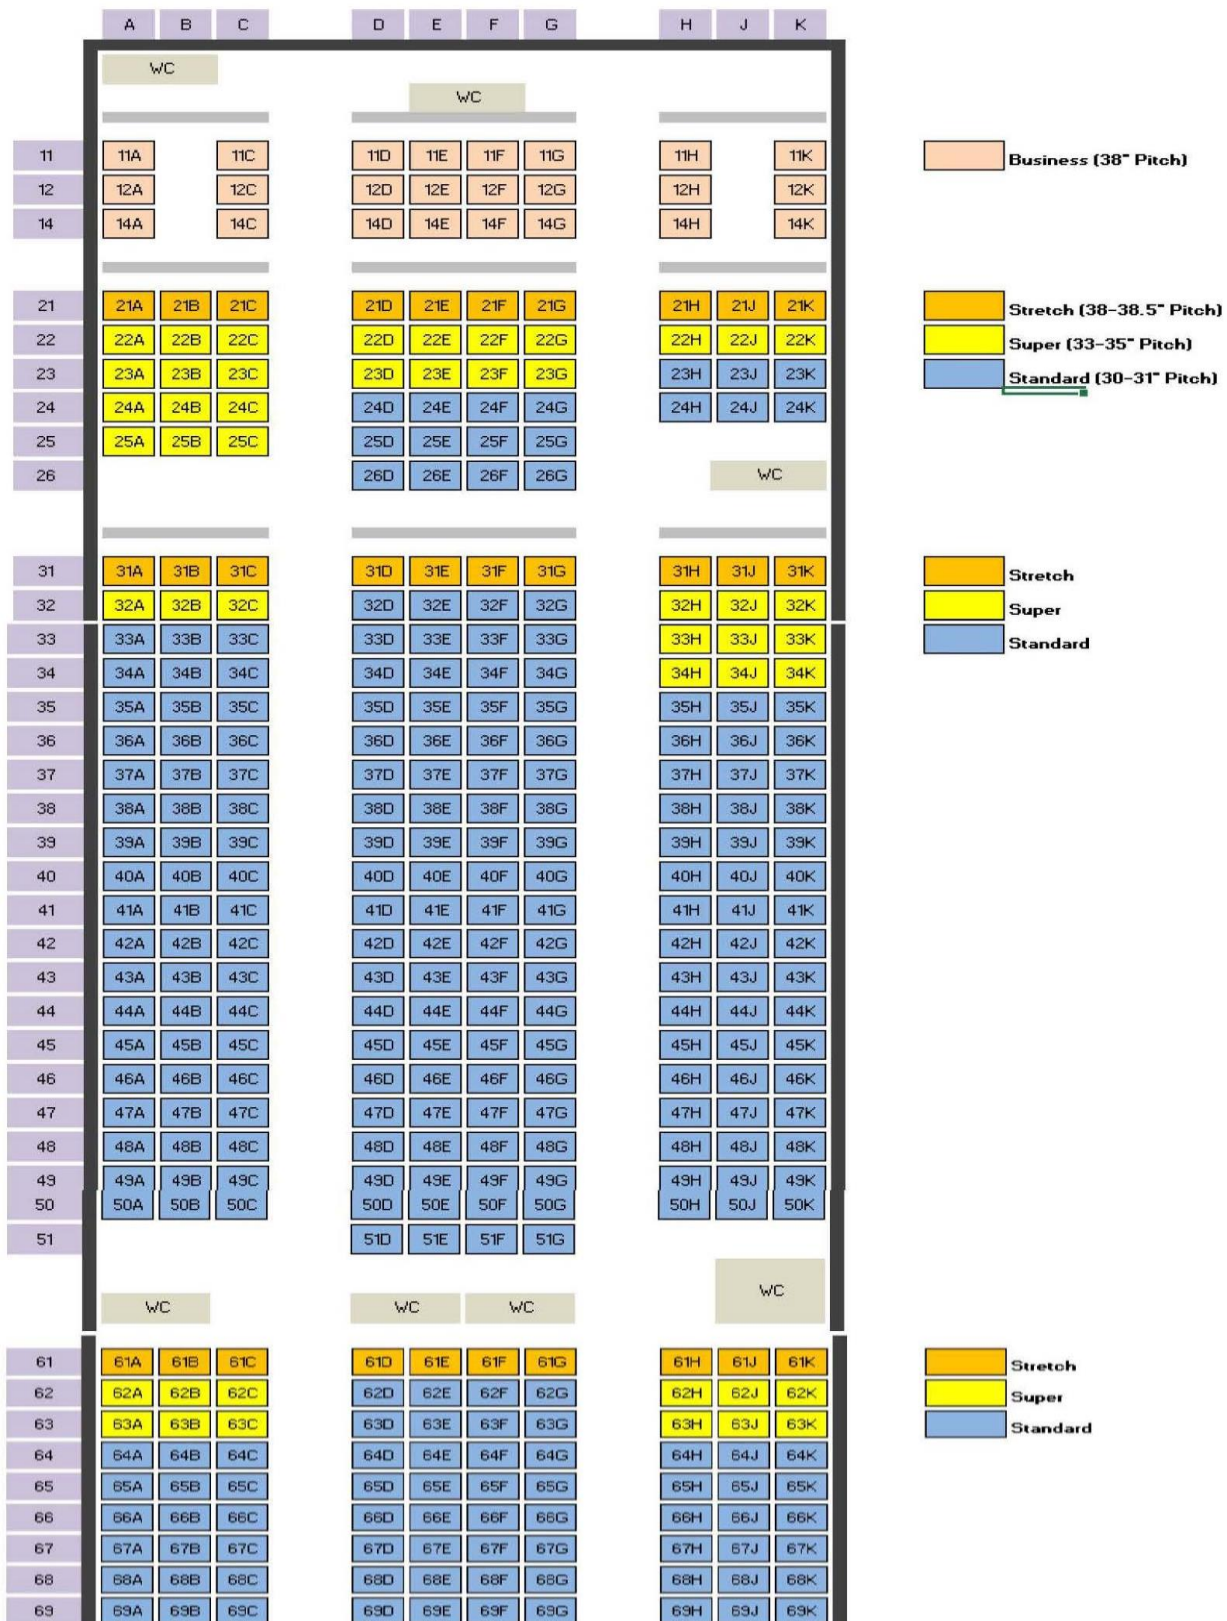 A B C D E F G H J K
WC
WC
11 11A 11C 11D 11E 11F 11G 11H 11K Business (38" Pitch)
12 12A 12C 12D 12E 12F 12G 12H 12K
14 14A 14C 14D 14E 14F 14G 14H 14K
21 21A 21B 21C 21D 21E 21F 21G 21H 21J 21K Stretch (38-38.5" Pitch)
22 22A 22B 22C 22D 22E 22F 22G 22H 22J 22K Super (33-35" Pitch)
23 23A 23B 23C 23D 23E 23F 23G 23H 23J 23K Standard (30-31" Pitch)
24 24A 24B 24C 24D 24E 24F 24G 24H 24J 24K
25 25A 25B 25C 25D 25E 25F 25G
26 26D 26E 26F 26G WC
31 31A 31B 31C 31D 31E 31F 31G 31H 31J 31K Stretch
32 32A 32B 32C 32D 32E 32F 32G 32H 32J 32K Super
33 33A 33B 33C 33D 33E 33F 33G 33H 33J 33K Standard
34 34A 34B 34C 34D 34E 34F 34G 34H 34J 34K
35 35A 35B 35C 35D 35E 35F 35G 35H 35J 35K
36 36A 36B 36C 36D 36E 36F 36G 36H 36J 36K
37 37A 37B 37C 37D 37E 37F 37G 37H 37J 37K
38 38A 38B 38C 38D 38E 38F 38G 38H 38J 38K
39 39A 39B 39C 39D 39E 39F 39G 39H 39J 39K
40 40A 40B 40C 40D 40E 40F 40G 40H 40J 40K
41 41A 41B 41C 41D 41E 41F 41G 41H 41J 41K
42 42A 42B 42C 42D 42E 42F 42G 42H 42J 42K
43 43A 43B 43C 43D 43E 43F 43G 43H 43J 43K
44 44A 44B 44C 44D 44E 44F 44G 44H 44J 44K
45 45A 45B 45C 45D 45E 45F 45G 45H 45J 45K
46 46A 46B 46C 46D 46E 46F 46G 46H 46J 46K
47 47A 47B 47C 47D 47E 47F 47G 47H 47J 47K
48 48A 48B 48C 48D 48E 48F 48G 48H 48J 48K
49 49A 49B 49C 49D 49E 49F 49G 49H 49J 49K
50 50A 50B 50C 50D 50E 50F 50G 50H 50J 50K
51 51D 51E 51F 51G
WC
WC WC WC
61 61A 61B 61C 61D 61E 61F 61G 61H 61J 61K Stretch
62 62A 62B 62C 62D 62E 62F 62G 62H 62J 62K Super
63 63A 63B 63C 63D 63E 63F 63G 63H 63J 63K Standard
64 64A 64B 64C 64D 64E 64F 64G 64H 64J 64K
65 65A 65B 65C 65D 65E 65F 65G 65H 65J 65K
66 66A 66B 66C 66D 66E 66F 66G 66H 66J 66K
67 67A 67B 67C 67D 67E 67F 67G 67H 67J 67K
68 68A 68B 68C 68D 68E 68F 68G 68H 68J 68K
69 69A 69B 69C 69D 69E 69F 69G 69H 69J 69K